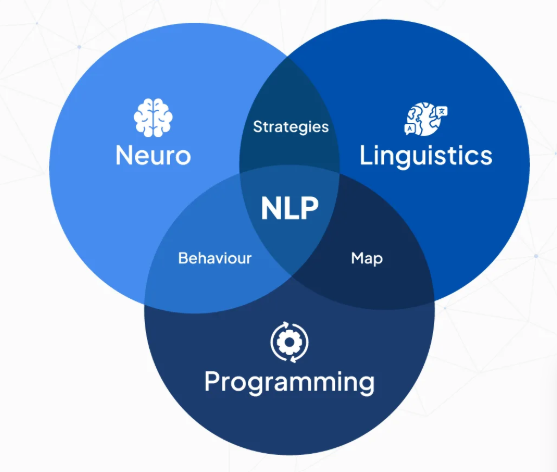 Strategies
Neuro
Linguistics
NLP
Behaviour
Map
Programming